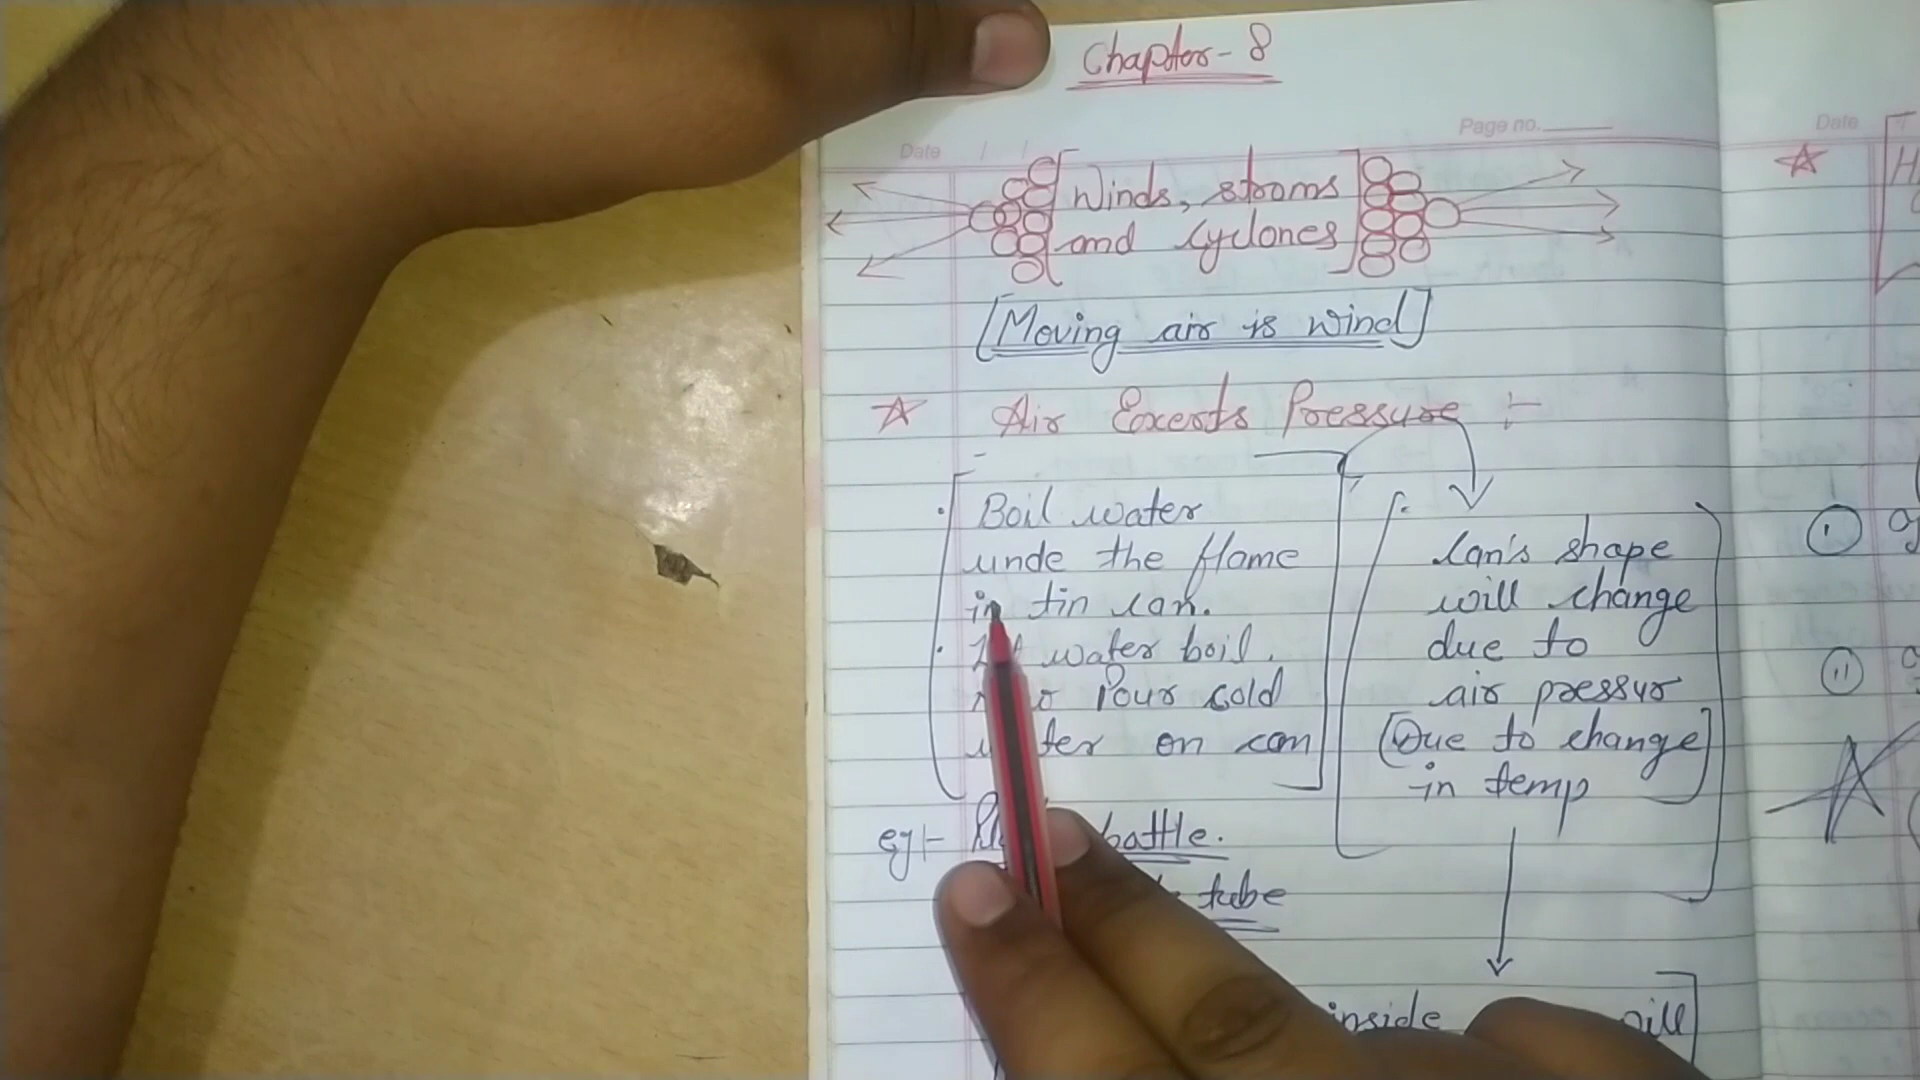 Chapter-8
Page no.
Date
Date
Winds, stroms
and cyclones
[Moving air is wind]
☆ Air Exerts Pressure :-
· Boil water
unde the flame
in tin can.
· water boil.
Pour cold
on can
Can's shape
will change
due to
air pressur
(Due to change
in temp
eg:- bottle.
tube
inside
(i)
(ii)